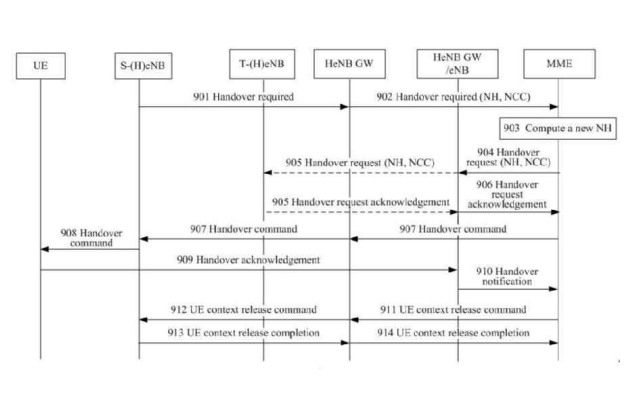 UE
S-(H)eNB
T-(H)eNB
HeNB GW
HeNB GW
/eNB
MME
901 Handover required
902 Handover required (NH, NCC)
903 Compute a new NH
904 Handover
request (NH, NCC)
905 Handover request (NH, NCC)
906 Handover
request
acknowledgement
905 Handover request acknowledgement
907 Handover command
907 Handover command
908 Handover
command
909 Handover acknowledgement
910 Handover
notification
912 UE context release command
911 UE context release command
913 UE context release completion
914 UE context release completion